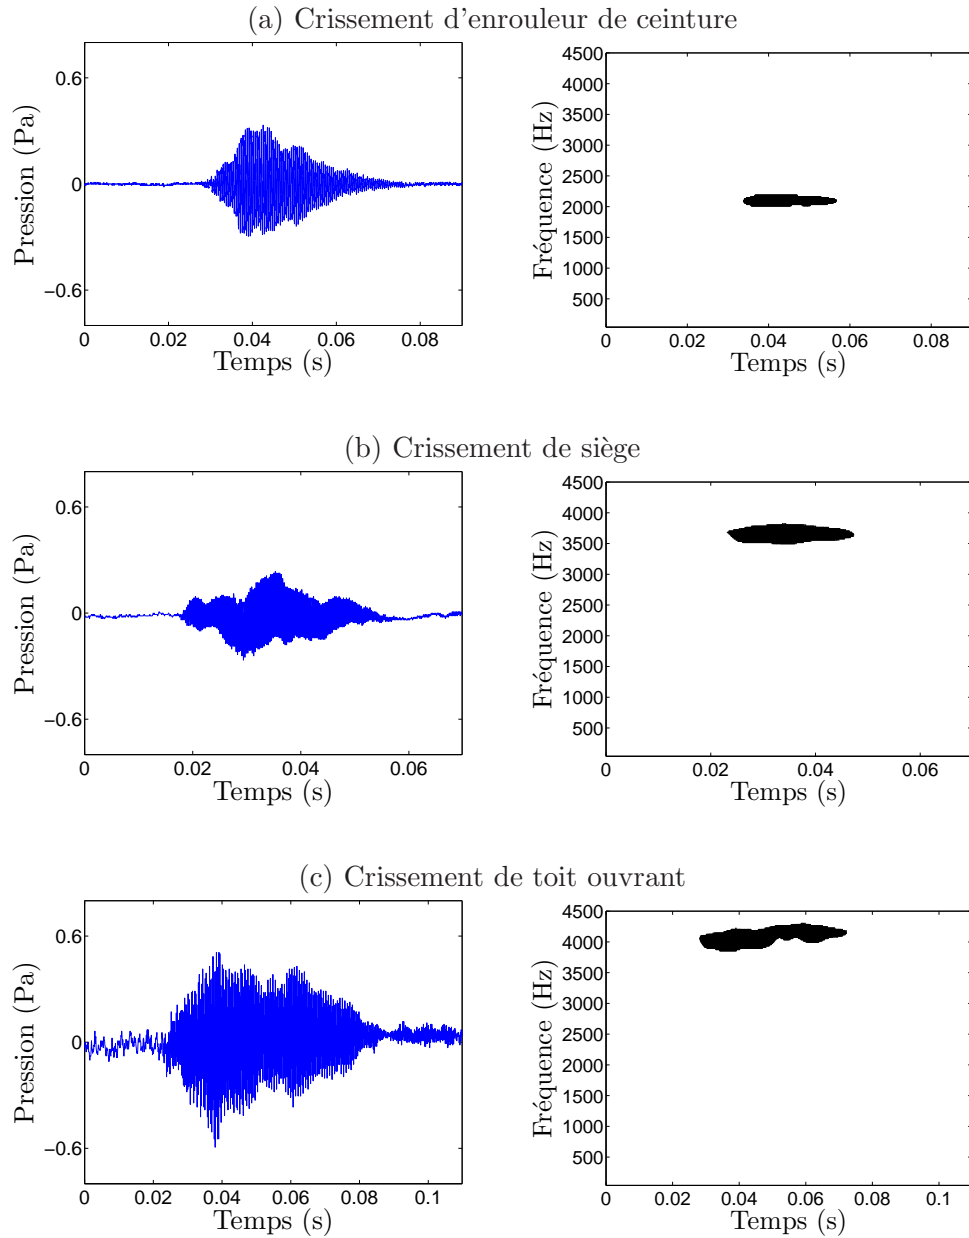 (a) Crissement d'enrouleur de ceinture
Pression (Pa)
0.6
0
−0.6
0 0.02 0.04 0.06 0.08
Temps (s)
Fréquence (Hz)
4500
4000
3500
3000
2500
2000
1500
1000
500
0 0.02 0.04 0.06 0.08
Temps (s)
(b) Crissement de siège
Pression (Pa)
0.6
0
−0.6
0 0.02 0.04 0.06
Temps (s)
Fréquence (Hz)
4500
4000
3500
3000
2500
2000
1500
1000
500
0 0.02 0.04 0.06
Temps (s)
(c) Crissement de toit ouvrant
Pression (Pa)
0.6
0
−0.6
0 0.02 0.04 0.06 0.08 0.1
Temps (s)
Fréquence (Hz)
4500
4000
3500
3000
2500
2000
1500
1000
500
0 0.02 0.04 0.06 0.08 0.1
Temps (s)